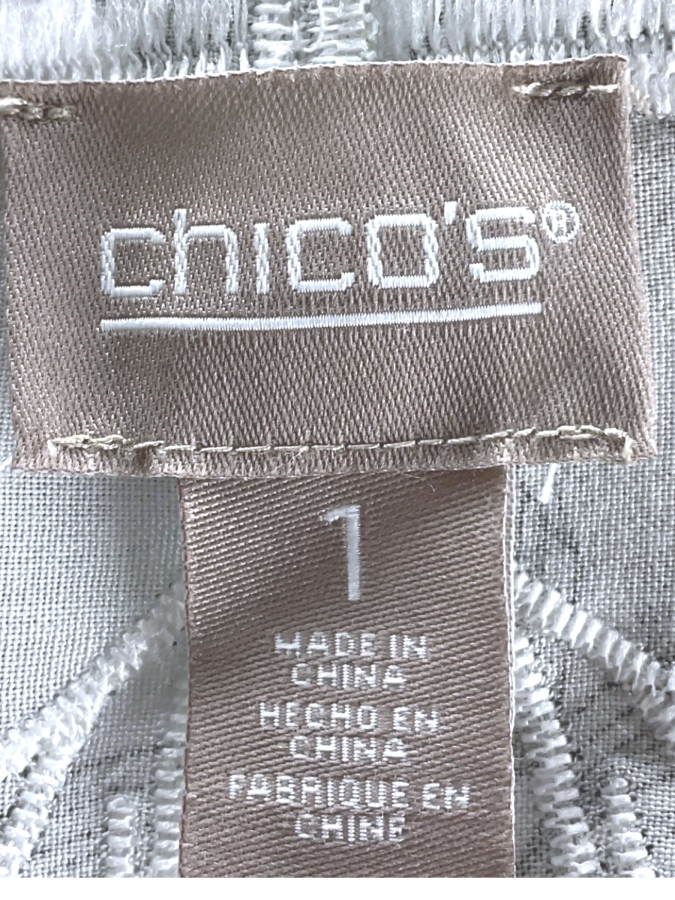 chico's®
1
MADE IN
CHINA
HECHO EN
CHINA
FABRIQUE EN
CHINE